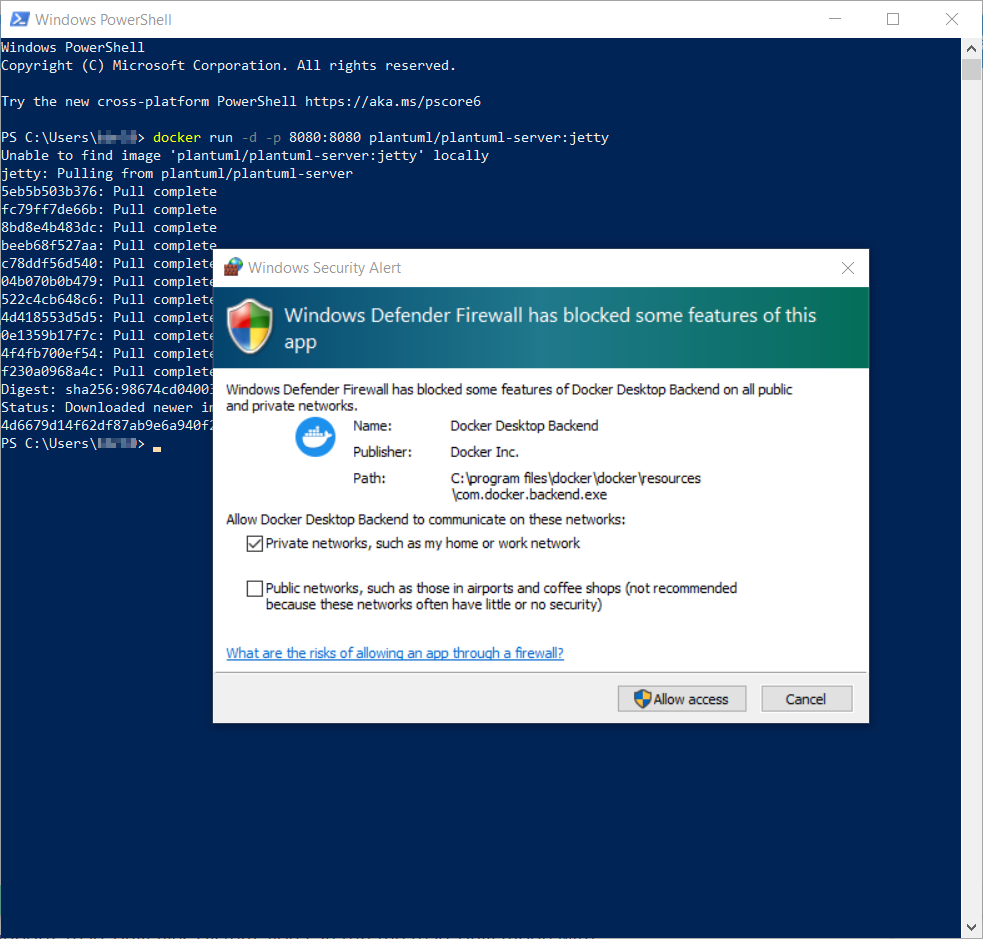 Windows PowerShell
Windows PowerShell
Copyright (C) Microsoft Corporation. All rights reserved.
Try the new cross-platform PowerShell https://aka.ms/pscore6
PS C:\Users\ > docker run -d -p 8080:8080 plantuml/plantuml-server:jetty
Unable to find image 'plantuml/plantuml-server:jetty' locally
jetty: Pulling from plantuml/plantuml-server
5eb5b503b376: Pull complete
fc79ff7de66b: Pull complete
8bd8e4b483dc: Pull complete
beeb68f527aa: Pull complete
c78ddf56d540: Pull complete
04b070b0b479: Pull complete
522c4cb648c6: Pull complete
4d418553d5d5: Pull complete
0e1359b17f7c: Pull complete
4f4fb700ef54: Pull complete
f230a0968a4c: Pull complete
Digest: sha256:98674cd04003
Status: Downloaded newer
4d6679d14f62df87ab9e6a940f2
PS C:\Users\ >
Windows Security Alert
Windows Defender Firewall has blocked some features of this
app
Windows Defender Firewall has blocked some features of Docker Desktop Backend on all public
and private networks.
Name: Docker Desktop Backend
Publisher: Docker Inc.
Path: C:\program files\docker\docker\resources
\com.docker.backend.exe
Allow Docker Desktop Backend to communicate on these networks:
Private networks, such as my home or work network
Public networks, such as those in airports and coffee shops (not recommended
because these networks often have little or no security)
What are the risks of allowing an app through a firewall?
Allow access Cancel